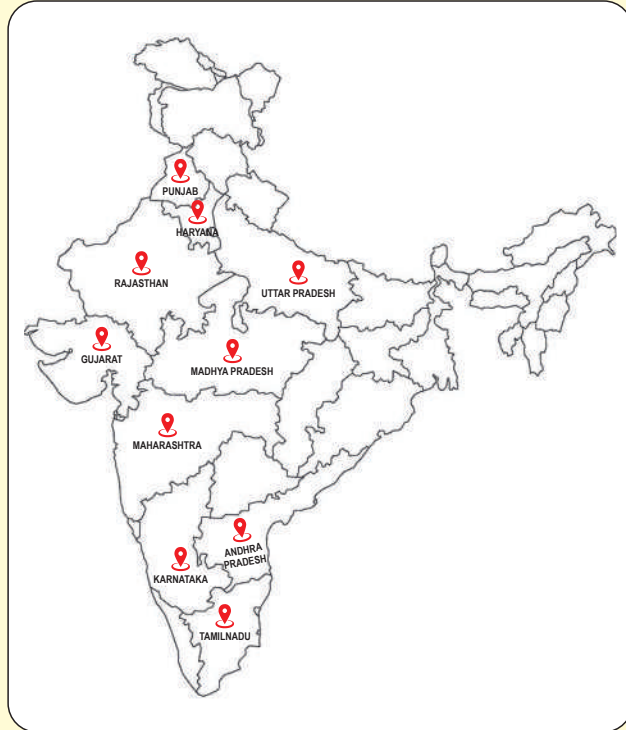 PUNJAB
HARYANA
RAJASTHAN
UTTAR PRADESH
GUJARAT
MADHYA PRADESH
MAHARASHTRA
ANDHRA
PRADESH
KARNATAKA
TAMILNADU